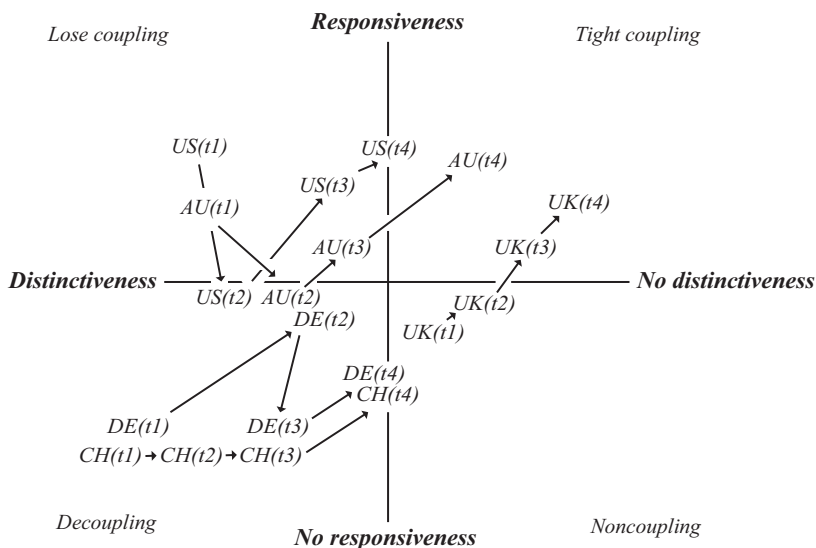 Responsiveness
Lose coupling
Tight coupling
US(t1)
US(t4)
AU(t4)
US(t3)
AU(t1)
UK(t4)
AU(t3)
UK(t3)
Distinctiveness
No distinctiveness
US(t2)
AU(t2)
UK(t2)
DE(t2)
UK(t1)
DE(t4)
CH(t4)
DE(t1)
DE(t3)
CH(t1)
CH(t2)
CH(t3)
Decoupling
Noncoupling
No responsiveness